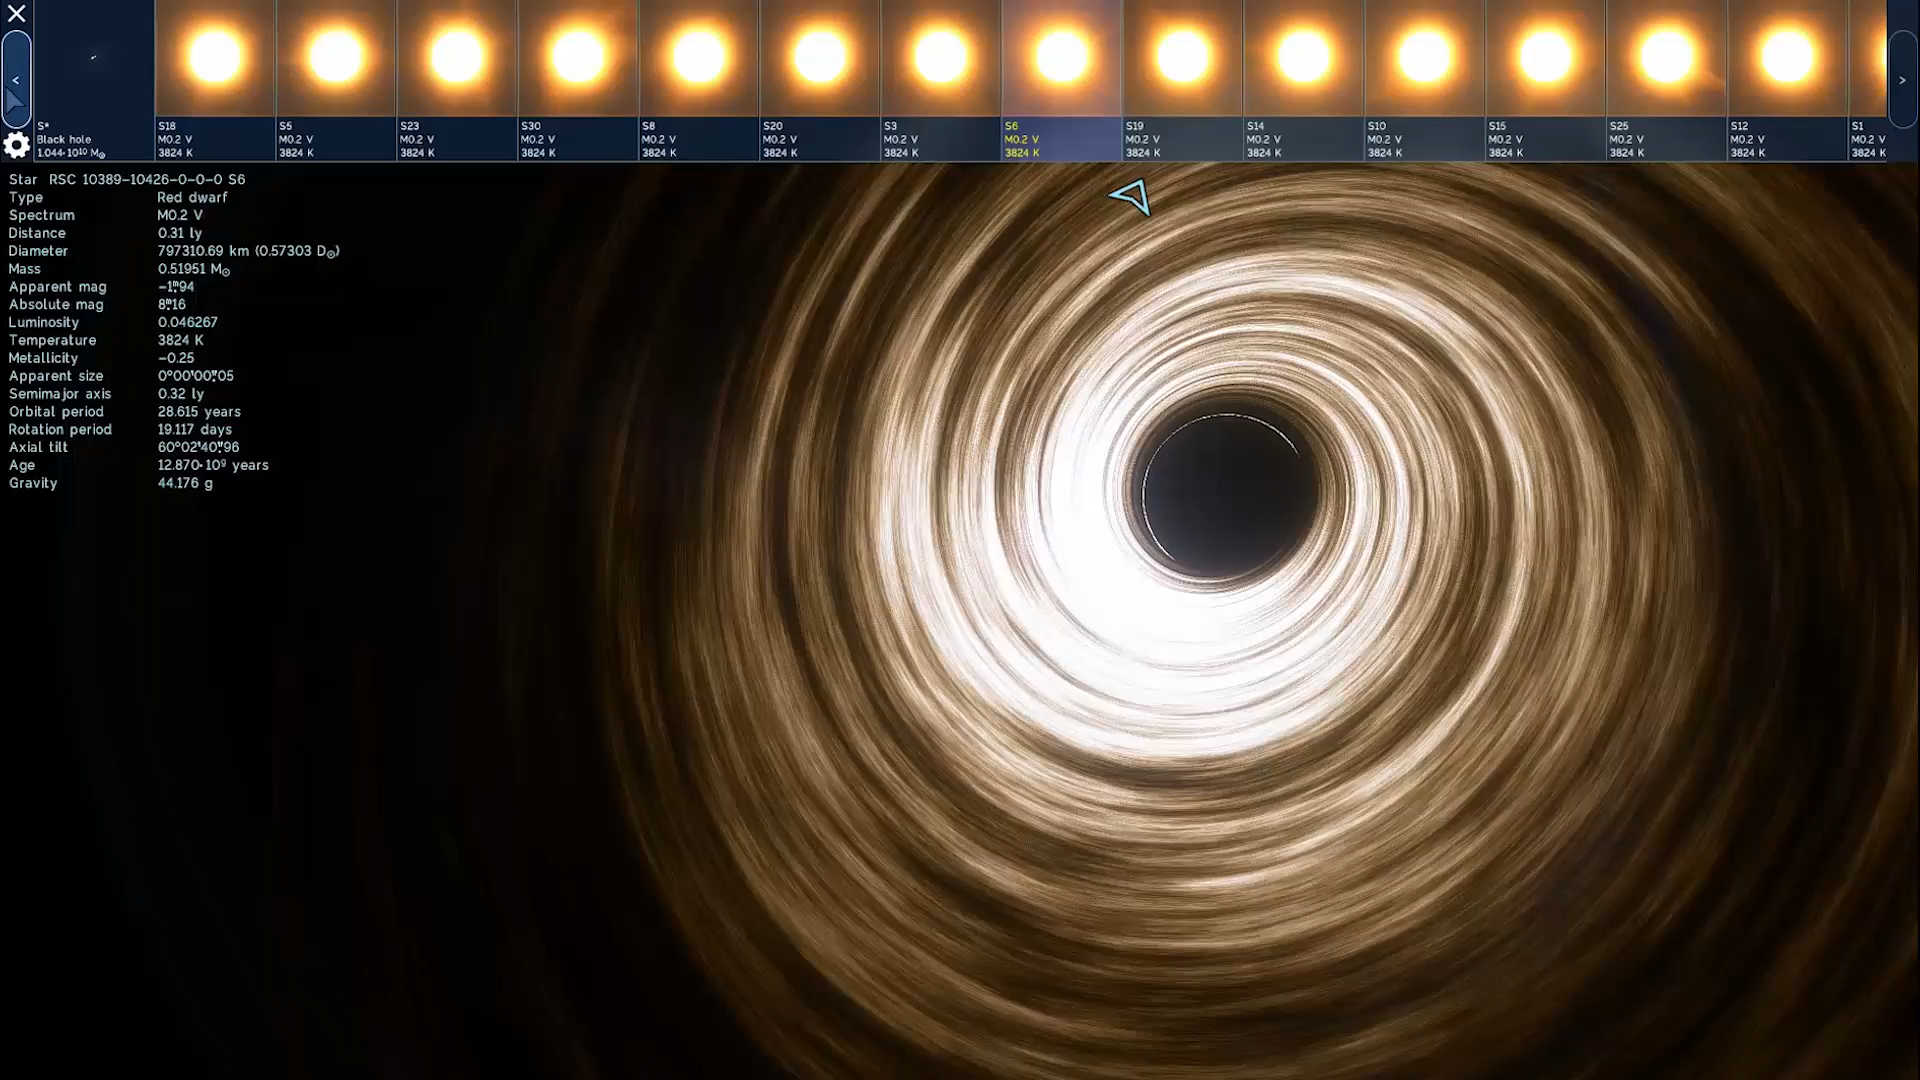 S*
Black hole
1.044·10¹⁰ M☉
S18
M0.2 V
3824 K
S5
M0.2 V
3824 K
S23
M0.2 V
3824 K
S30
M0.2 V
3824 K
S8
M0.2 V
3824 K
S20
M0.2 V
3824 K
S3
M0.2 V
3824 K
S6
M0.2 V
3824 K
S19
M0.2 V
3824 K
S14
M0.2 V
3824 K
S10
M0.2 V
3824 K
S15
M0.2 V
3824 K
S25
M0.2 V
3824 K
S12
M0.2 V
3824 K
S1
M0.2 V
3824 K
Star RSC 10389-10426-0-0-0 S6
Type Red dwarf
Spectrum M0.2 V
Distance 0.31 ly
Diameter 797310.69 km (0.57303 D☉)
Mass 0.51951 M☉
Apparent mag -1ᵐ.94
Absolute mag 8ᵐ.16
Luminosity 0.046267
Temperature 3824 K
Metallicity -0.25
Apparent size 0°00'00".05
Semimajor axis 0.32 ly
Orbital period 28.615 years
Rotation period 19.117 days
Axial tilt 60°02'40".96
Age 12.870·10⁹ years
Gravity 44.176 g